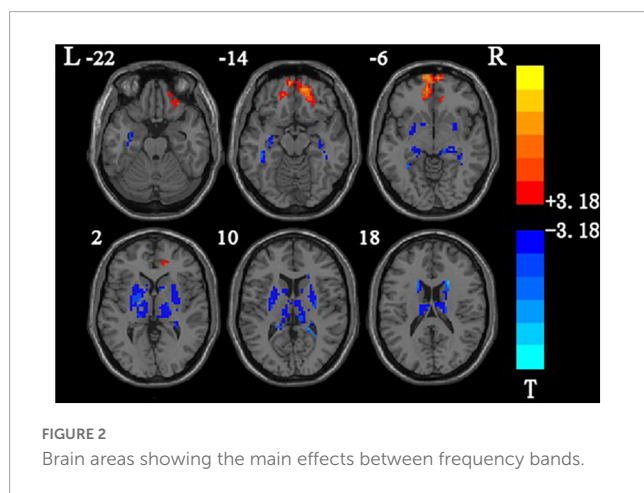 L -22 -14 -6 R
+3.18
-3.18
2 10 18
T
FIGURE 2
Brain areas showing the main effects between frequency bands.